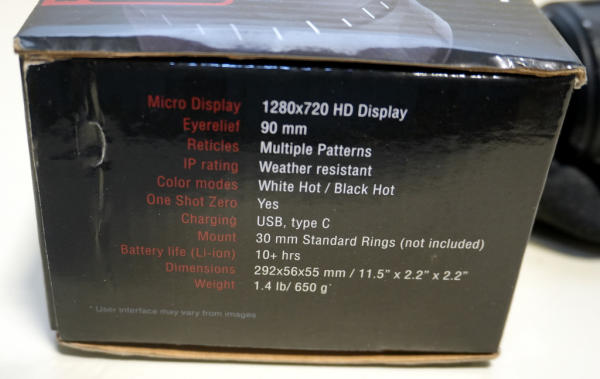 Micro Display 1280x720 HD Display
Eyerelief 90 mm
Reticles Multiple Patterns
IP rating Weather resistant
Color modes White Hot / Black Hot
One Shot Zero Yes
Charging USB, type C
Mount 30 mm Standard Rings (not included)
Battery life (Li-ion) 10+ hrs
Dimensions 292x56x55 mm / 11.5” x 2.2” x 2.2”
Weight 1.4 lb/ 650 g
* User interface may vary from images